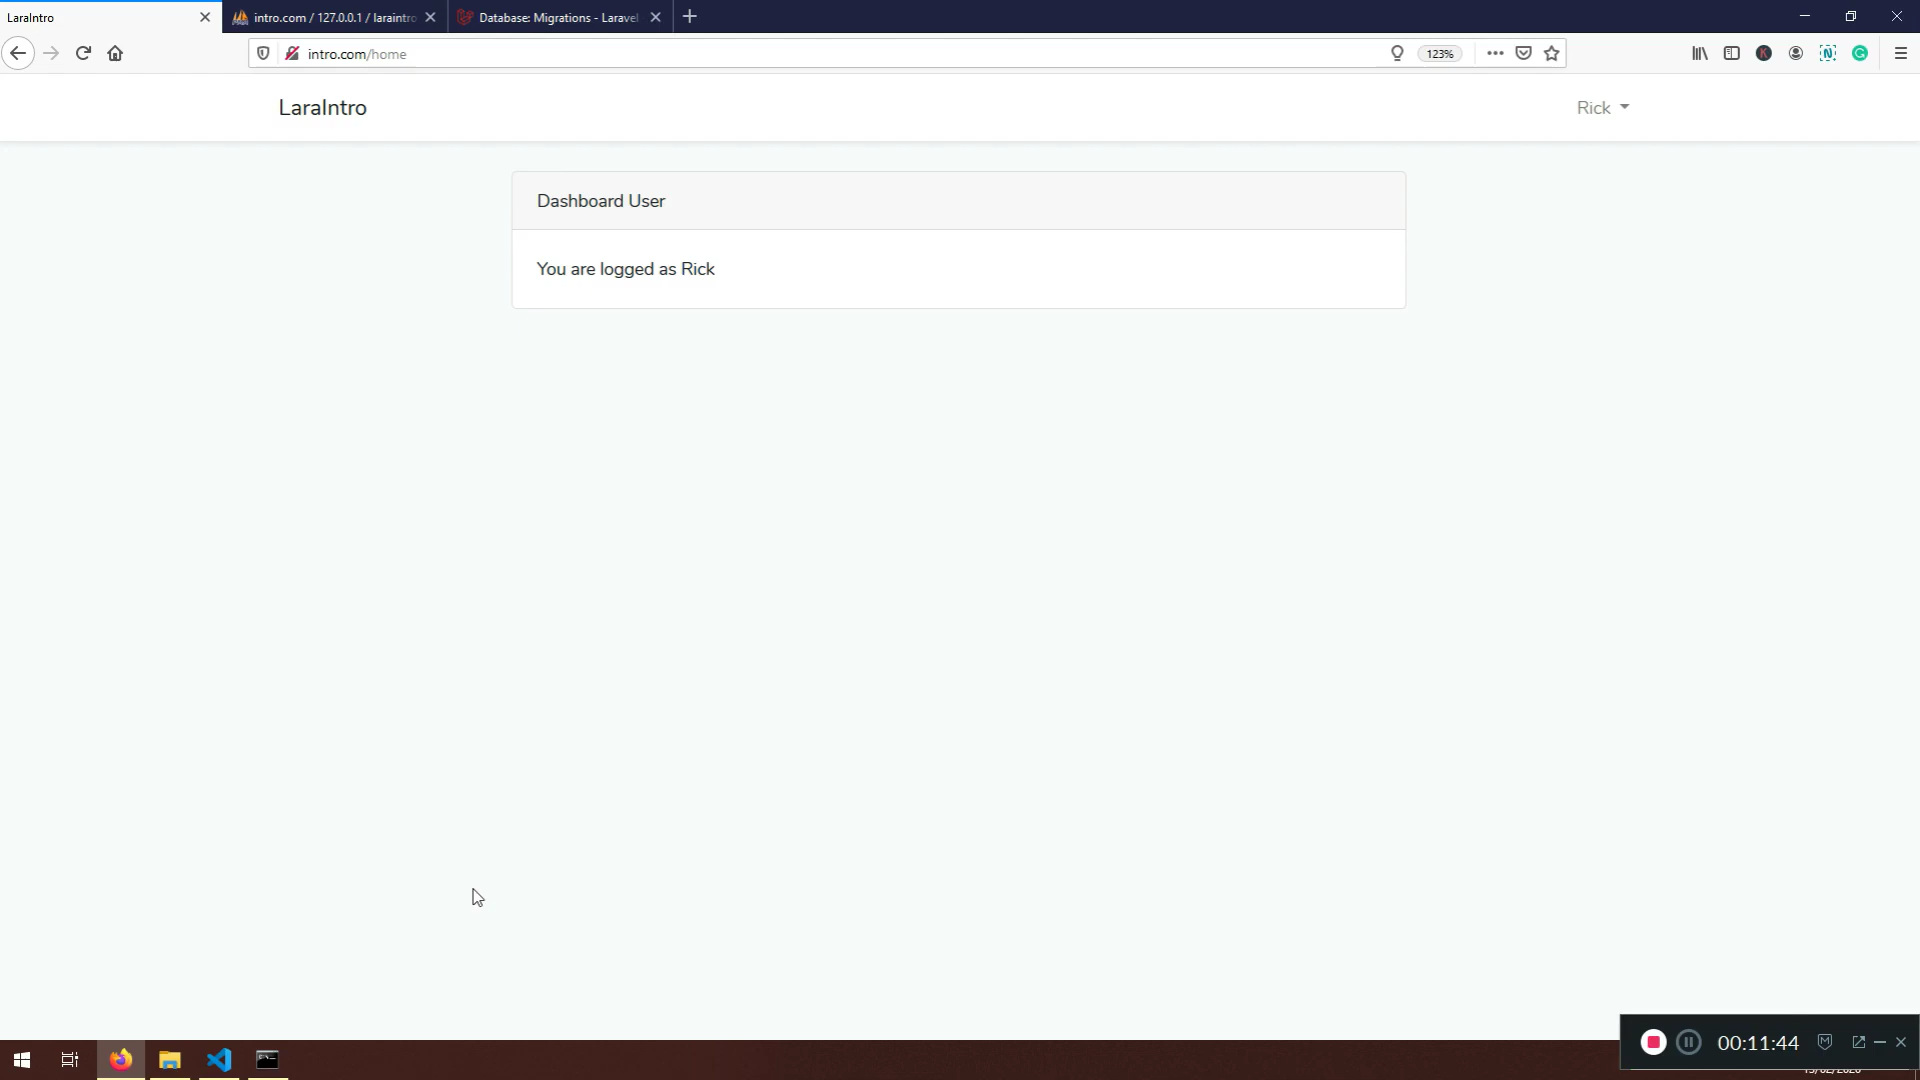 LaraIntro
intro.com / 127.0.0.1 / laraintro
Database: Migrations - Laravel
intro.com/home
123%
LaraIntro
Rick
Dashboard User
You are logged as Rick
00:11:44